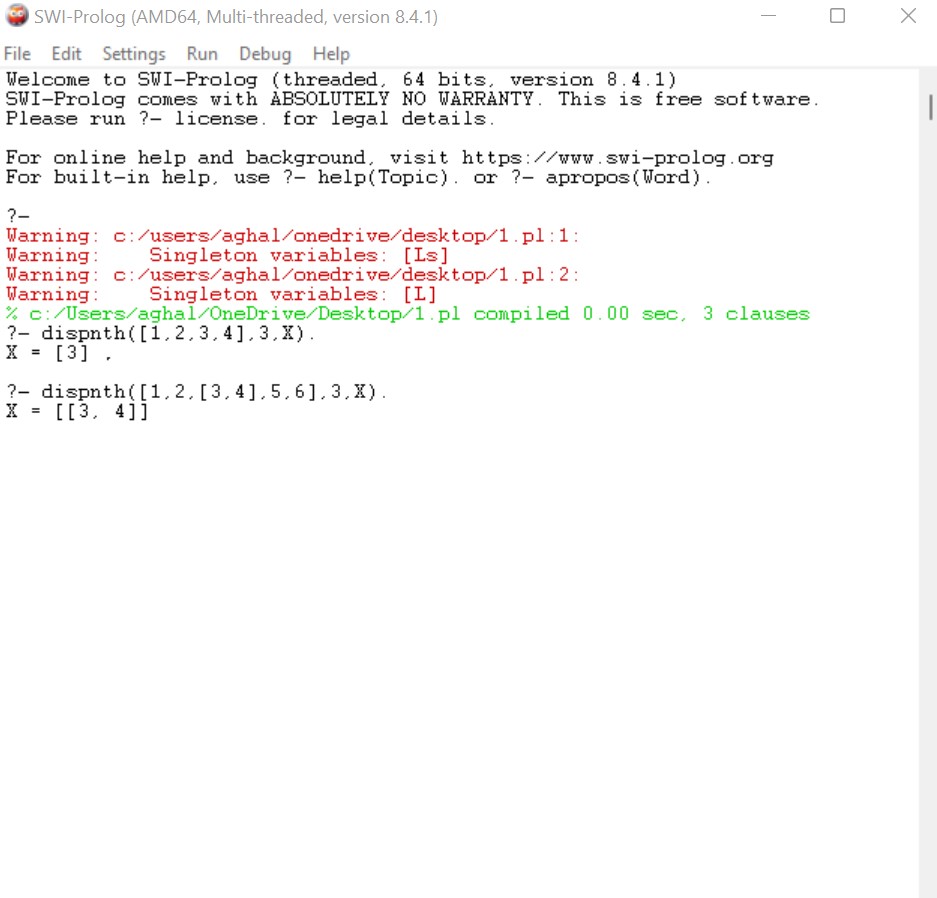 SWI-Prolog (AMD64, Multi-threaded, version 8.4.1)
File Edit Settings Run Debug Help
Welcome to SWI-Prolog (threaded, 64 bits, version 8.4.1)
SWI-Prolog comes with ABSOLUTELY NO WARRANTY. This is free software.
Please run ?- license. for legal details.
For online help and background, visit https://www.swi-prolog.org
For built-in help, use ?- help(Topic). or ?- apropos(Word).
?-
Warning: c:/users/aghal/onedrive/desktop/1.pl:1:
Warning:    Singleton variables: [Ls]
Warning: c:/users/aghal/onedrive/desktop/1.pl:2:
Warning:    Singleton variables: [L]
% c:/Users/aghal/OneDrive/Desktop/1.pl compiled 0.00 sec, 3 clauses
?- dispnth([1,2,3,4],3,X).
X = [3] .
?- dispnth([1,2,[3,4],5,6],3,X).
X = [[3, 4]]